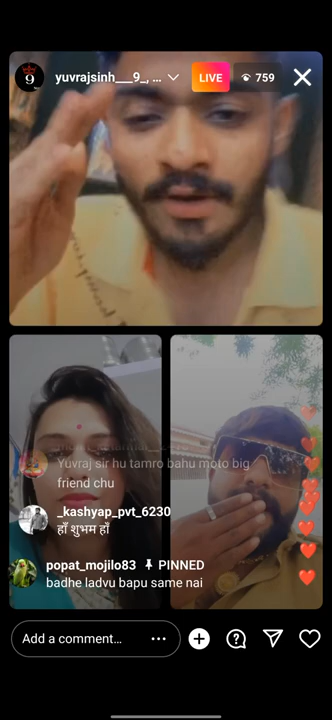 9
yuvrajsinh___9_, ...
LIVE
759
Yuvraj sir hu tamro bahu moto big
friend chu
_kashyap_pvt_6230
हाँ शुभम हाँ
popat_mojilo83 PINNED
badhe ladvu bapu same nai
Add a comment...